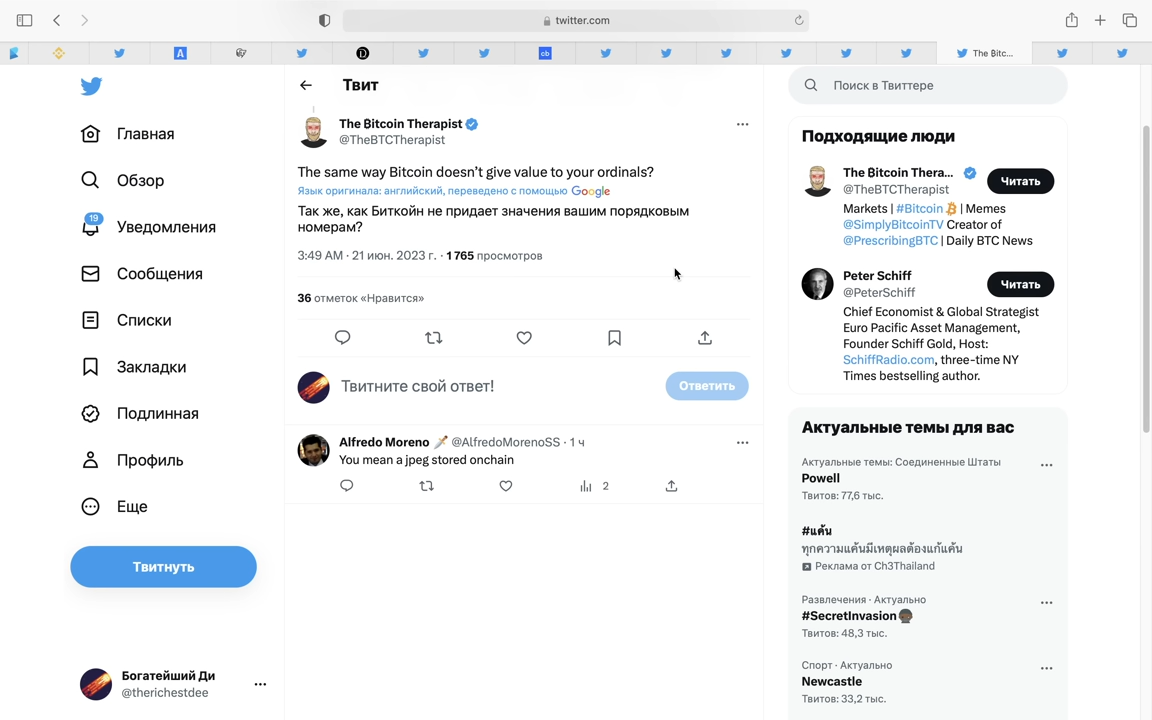 twitter.com
A
cb
The Bitc...
Твит
Главная
Обзор
19
Уведомления
Сообщения
Списки
Закладки
Подлинная
Профиль
Еще
Твитнуть
Богатейший Ди
@therichestdee
The Bitcoin Therapist
@TheBTCTherapist
The same way Bitcoin doesn’t give value to your ordinals?
Язык оригинала: английский, переведено с помощью Google
Так же, как Биткойн не придает значения вашим порядковым
номерам?
3:49 AM · 21 июн. 2023 г. · 1 765 просмотров
36 отметок «Нравится»
Твитните свой ответ!
Ответить
Alfredo Moreno 🗡️ @AlfredoMorenoSS · 1 ч
You mean a jpeg stored onchain
2
Поиск в Твиттере
Подходящие люди
The Bitcoin Thera...
@TheBTCTherapist
Читать
Markets | #Bitcoin | Memes
@SimplyBitcoinTV Creator of
@PrescribingBTC | Daily BTC News
Peter Schiff
@PeterSchiff
Читать
Chief Economist & Global Strategist
Euro Pacific Asset Management,
Founder Schiff Gold, Host:
SchiffRadio.com, three-time NY
Times bestselling author.
Актуальные темы для вас
Актуальные темы: Соединенные Штаты
Powell
Твитов: 77,6 тыс.
#แค้น
ทุกความแค้นมีเหตุผลต้องแก้แค้น
Реклама от Ch3Thailand
Развлечения · Актуально
#SecretInvasion
Твитов: 48,3 тыс.
Спорт · Актуально
Newcastle
Твитов: 33,2 тыс.